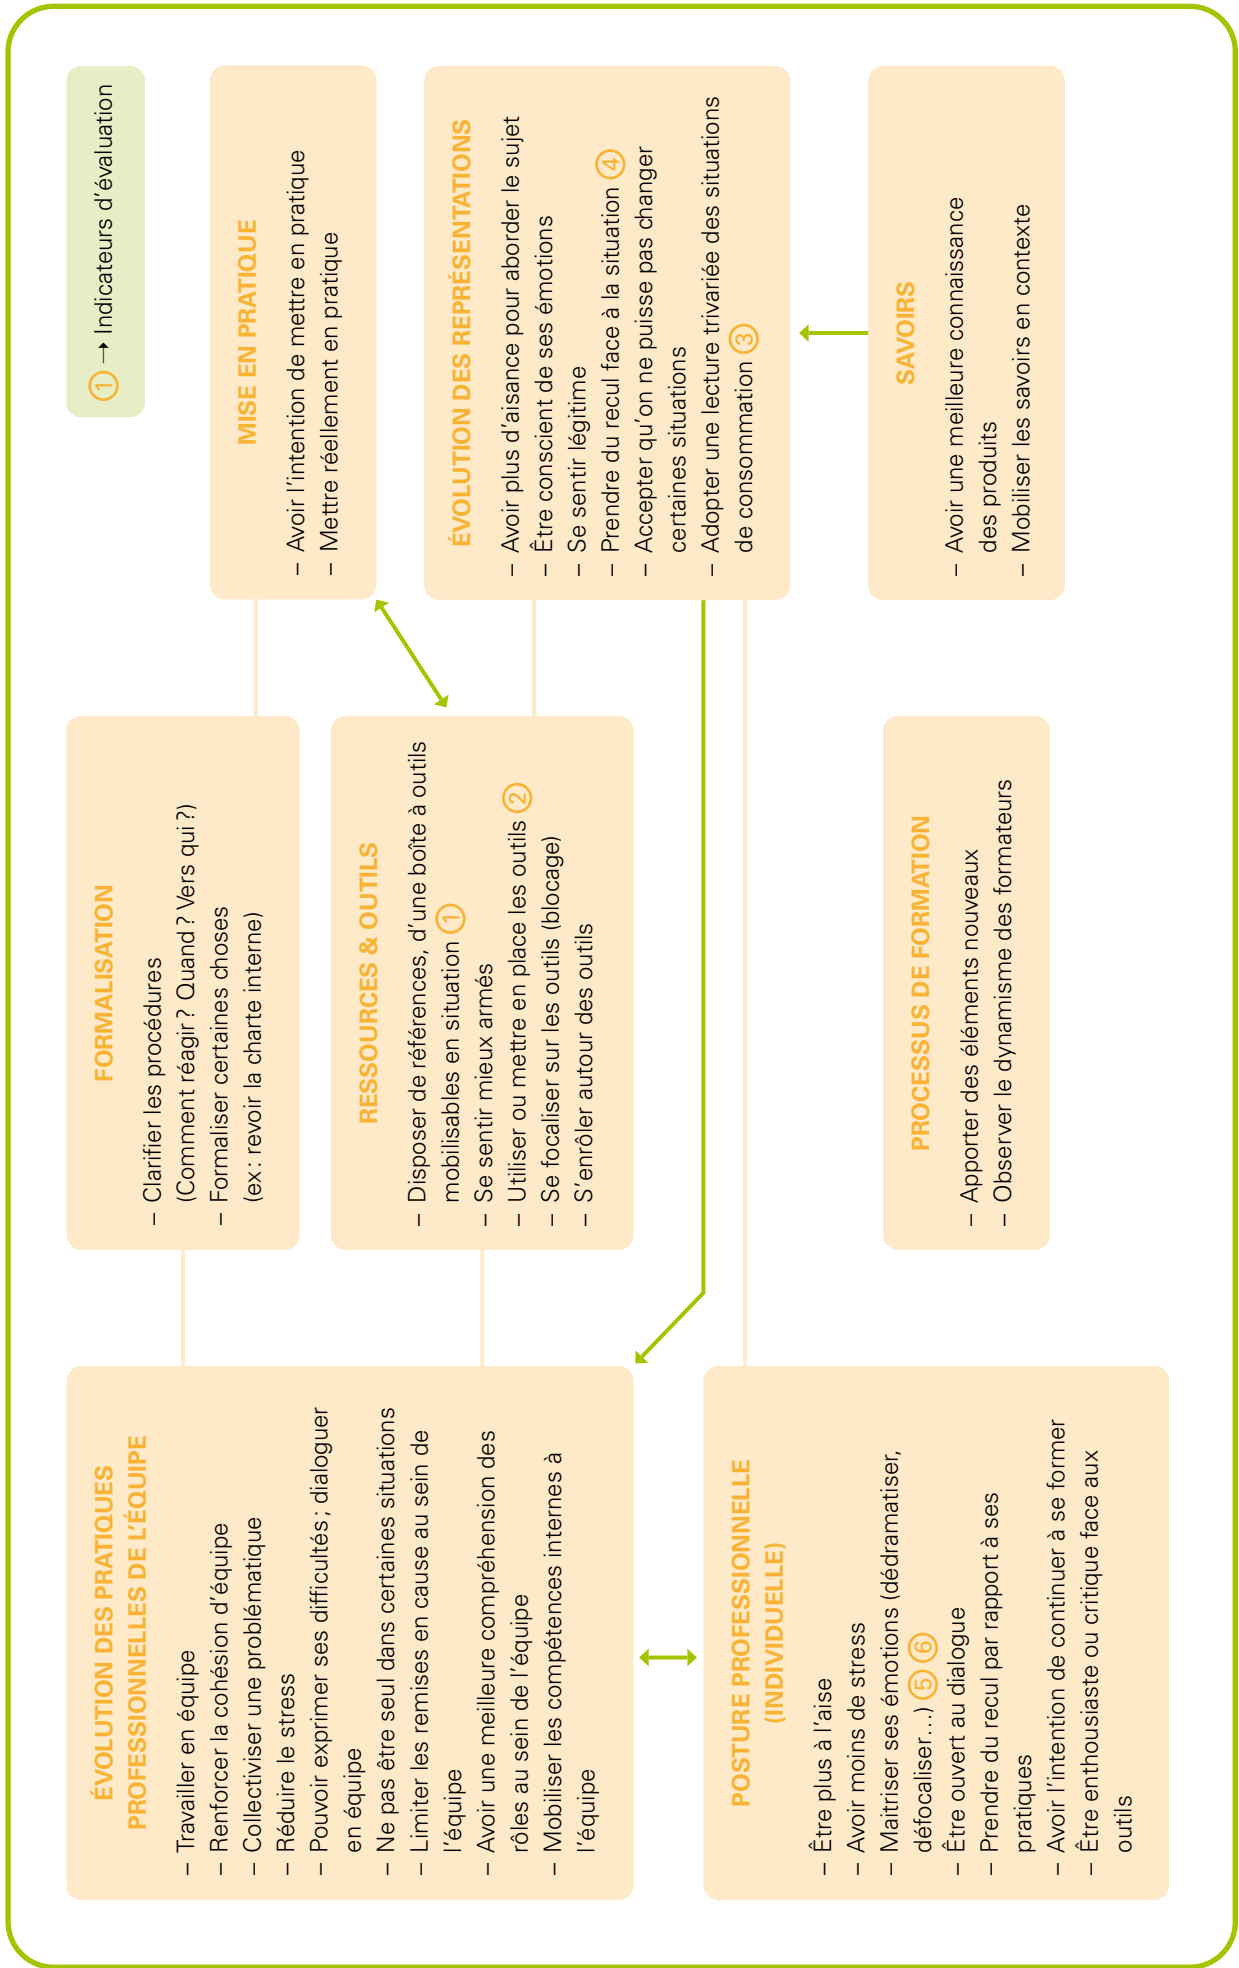 ÉVOLUTION DES PRATIQUES
PROFESSIONNELLES DE L'ÉQUIPE
– Travailler en équipe
– Renforcer la cohésion d'équipe
– Collectiviser une problématique
– Réduire le stress
– Pouvoir exprimer ses difficultés ; dialoguer
en équipe
– Ne pas être seul dans certaines situations
– Limiter les remises en cause au sein de
l'équipe
– Avoir une meilleure compréhension des
rôles au sein de l'équipe
– Mobiliser les compétences internes à
l'équipe
FORMALISATION
– Clarifier les procédures
(Comment réagir ? Quand ? Vers qui ?)
– Formaliser certaines choses
(ex : revoir la charte interne)
1 → Indicateurs d'évaluation
MISE EN PRATIQUE
– Avoir l'intention de mettre en pratique
– Mettre réellement en pratique
RESSOURCES & OUTILS
– Disposer de références, d'une boîte à outils
mobilisables en situation 1
– Se sentir mieux armés
– Utiliser ou mettre en place les outils 2
– Se focaliser sur les outils (blocage)
– S'enrôler autour des outils
ÉVOLUTION DES REPRÉSENTATIONS
– Avoir plus d'aisance pour aborder le sujet
– Être conscient de ses émotions
– Se sentir légitime
– Prendre du recul face à la situation 4
– Accepter qu'on ne puisse pas changer
certaines situations
– Adopter une lecture trivariée des situations
de consommation 3
POSTURE PROFESSIONNELLE
(INDIVIDUELLE)
– Être plus à l'aise
– Avoir moins de stress
– Maitriser ses émotions (dédramatiser,
défocaliser…) 5 6
– Être ouvert au dialogue
– Prendre du recul par rapport à ses
pratiques
– Avoir l'intention de continuer à se former
– Être enthousiaste ou critique face aux
outils
PROCESSUS DE FORMATION
– Apporter des éléments nouveaux
– Observer le dynamisme des formateurs
SAVOIRS
– Avoir une meilleure connaissance
des produits
– Mobiliser les savoirs en contexte